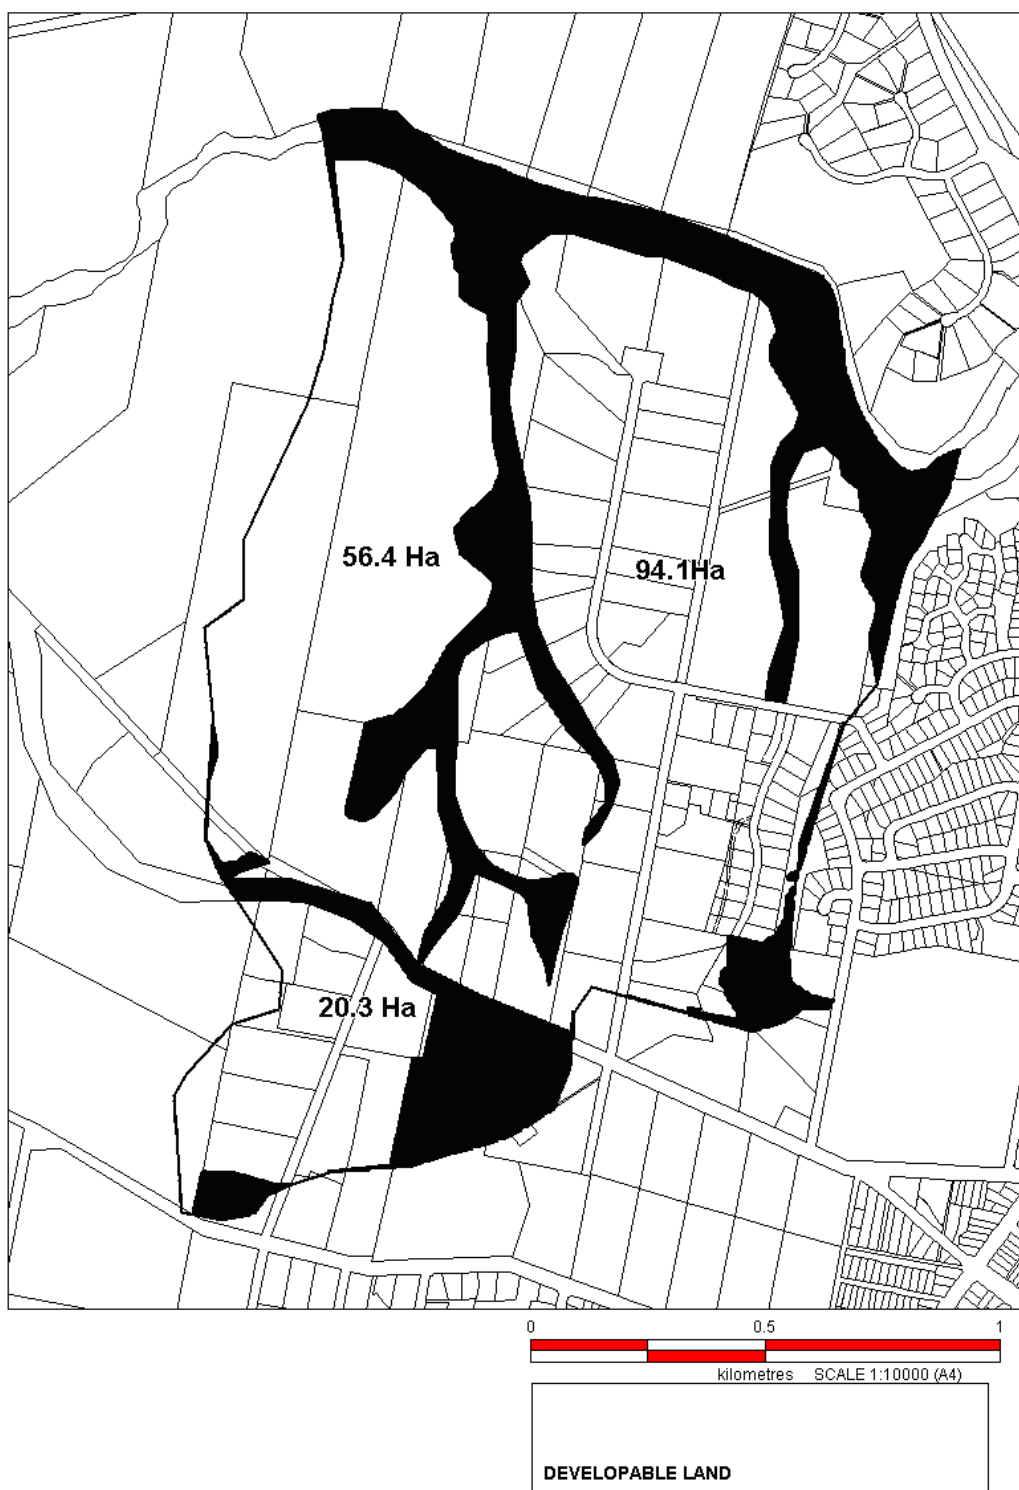 56.4 Ha
94.1Ha
20.3 Ha
0 0.5 1
kilometres SCALE 1:10000 (A4)
DEVELOPABLE LAND